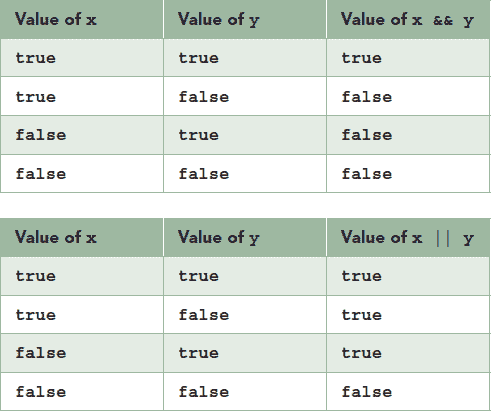 Value of x Value of y Value of x && y
true true true
true false false
false true false
false false false
Value of x Value of y Value of x || y
true true true
true false true
false true true
false false false